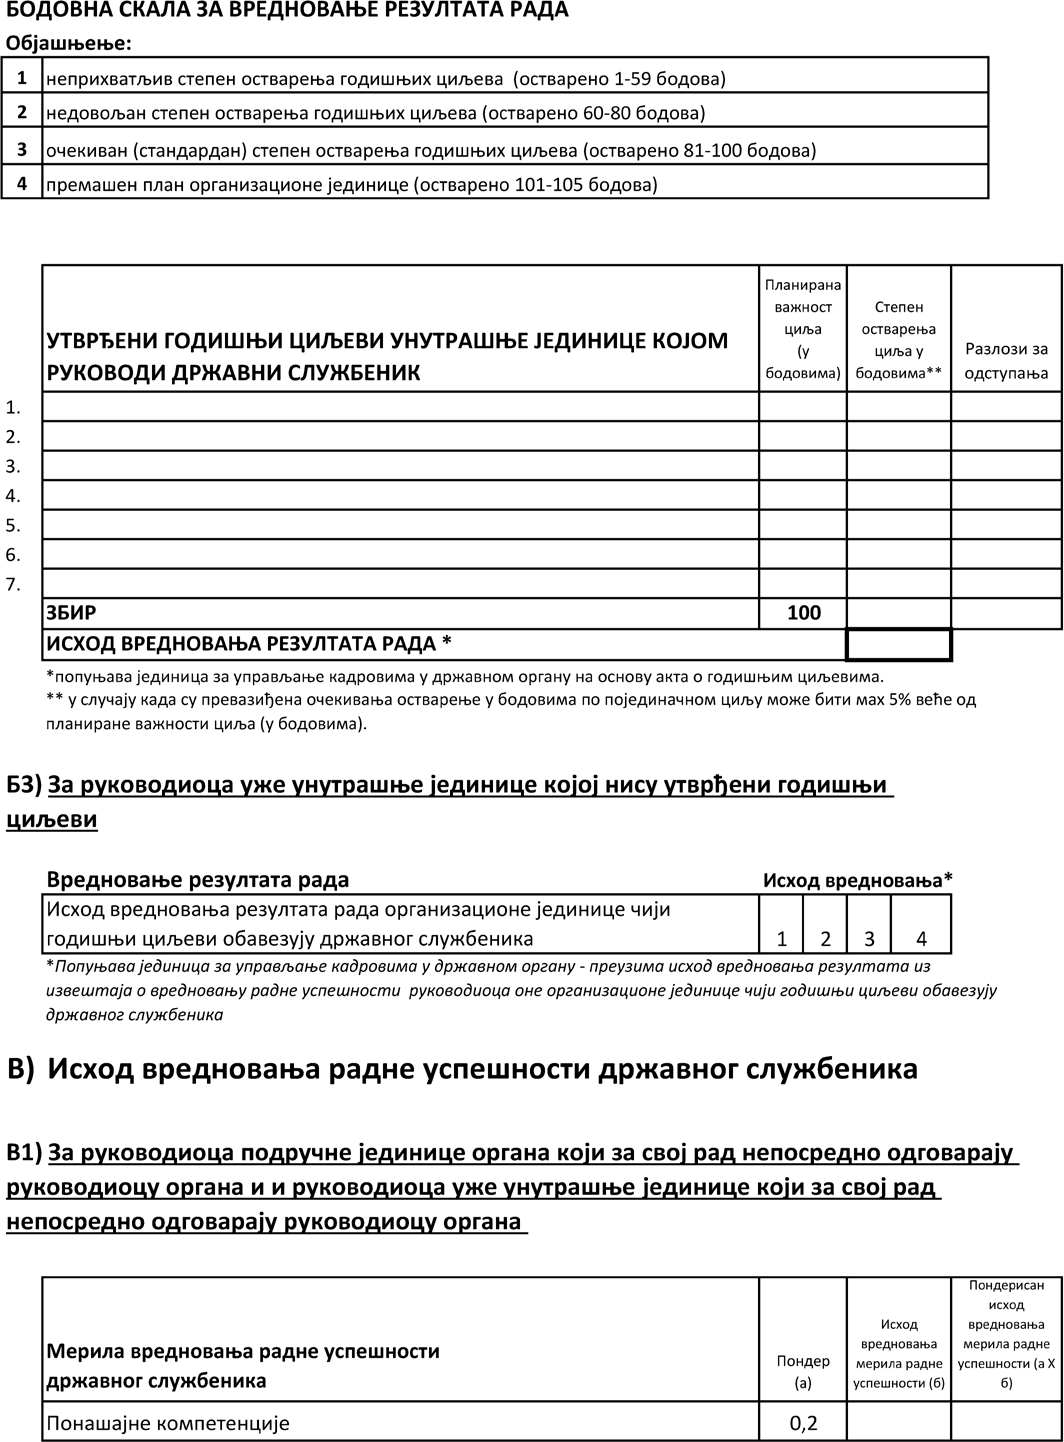 БОДОВНА СКАЛА ЗА ВРЕДНОВАЊЕ РЕЗУЛТАТА РАДА
Објашњење:
1 неприхватљив степен остварења годишњих циљева (остварено 1-59 бодова)
2 недовољан степен остварења годишњих циљева (остварено 60-80 бодова)
3 очекиван (стандардан) степен остварења годишњих циљева (остварено 81-100 бодова)
4 премашен план организационе јединице (остварено 101-105 бодова)
УТВРЂЕНИ ГОДИШЊИ ЦИЉЕВИ УНУТРАШЊЕ ЈЕДИНИЦЕ КОЈОМ
РУКОВОДИ ДРЖАВНИ СЛУЖБЕНИК
Планирана
важност
циља
(у
бодовима)
Степен
остварења
циља у
бодовима**
Разлози за
одступања
1.
2.
3.
4.
5.
6.
7.
ЗБИР 100
ИСХОД ВРЕДНОВАЊА РЕЗУЛТАТА РАДА *
*попуњава јединица за управљање кадровима у државном органу на основу акта о годишњим циљевима.
** у случају када су превазиђена очекивања остварење у бодовима по појединачном циљу може бити мах 5% веће од
планиране важности циља (у бодовима).
Б3) За руководиоца уже унутрашње јединице којој нису утврђени годишњи
циљеви
Вредновање резултата рада Исход вредновања*
Исход вредновања резултата рада организационе јединице чији
годишњи циљеви обавезују државног службеника 1 2 3 4
*Попуњава јединица за управљање кадровима у државном органу - преузима исход вредновања резултата из
извештаја о вредновању радне успешности руководиоца оне организационе јединице чији годишњи циљеви обавезују
државног службеника
В) Исход вредновања радне успешности државног службеника
В1) За руководиоца подручне јединице органа који за свој рад непосредно одговарају
руководиоцу органа и и руководиоца уже унутрашње јединице који за свој рад
непосредно одговарају руководиоцу органа
Мерила вредновања радне успешности
државног службеника
Пондер
(а)
Исход
вредновања
мерила радне
успешности (б)
Пондерисан
исход
вредновања
мерила радне
успешности (а Х
б)
Понашајне компетенције 0,2